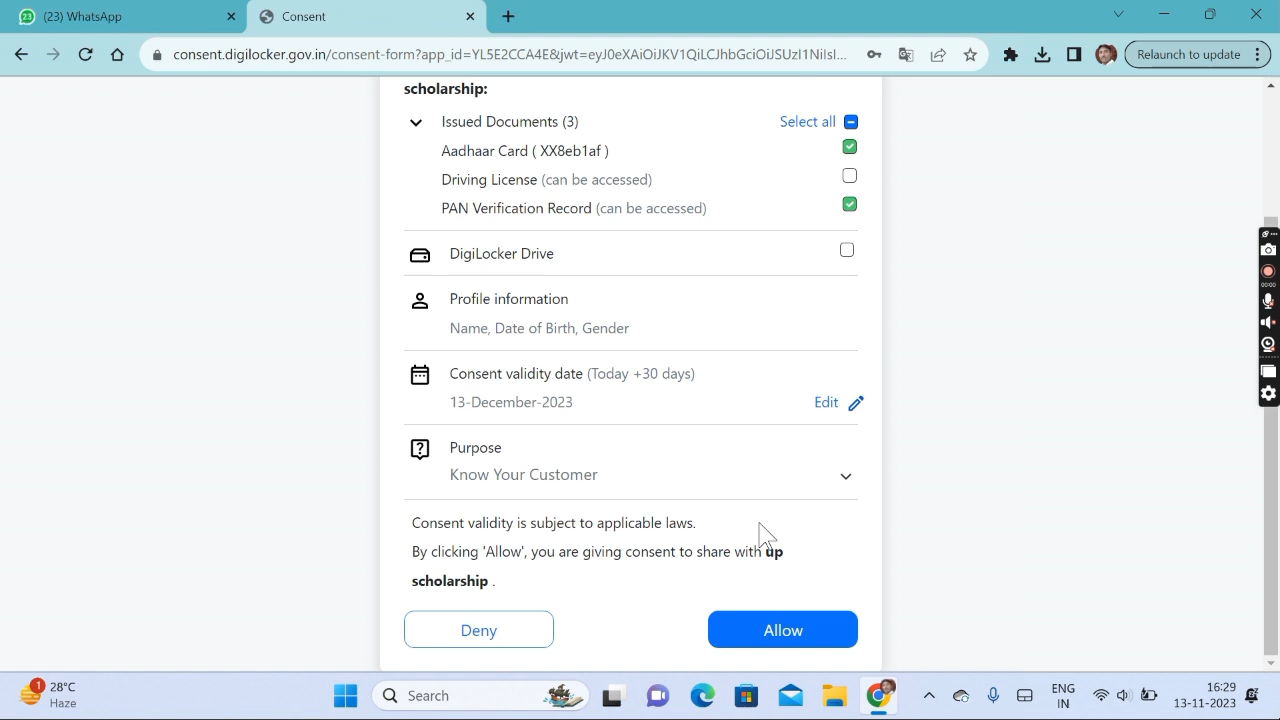 (23) WhatsApp
Consent
consent.digilocker.gov.in/consent-form?app_id=YL5E2CCA4E&jwt=eyJ0eXAiOiJKV1QiLCJhbGciOiJSUzI1NiIsI...
Relaunch to update
scholarship:
Issued Documents (3) Select all
Aadhaar Card ( XX8eb1af )
Driving License (can be accessed)
PAN Verification Record (can be accessed)
DigiLocker Drive
Profile information
Name, Date of Birth, Gender
Consent validity date (Today +30 days)
13-December-2023 Edit
Purpose
Know Your Customer
Consent validity is subject to applicable laws.
By clicking 'Allow', you are giving consent to share with up
scholarship .
Deny Allow
00:00
1
28°C
Haze
Search
ENG
IN
16:29
13-11-2023